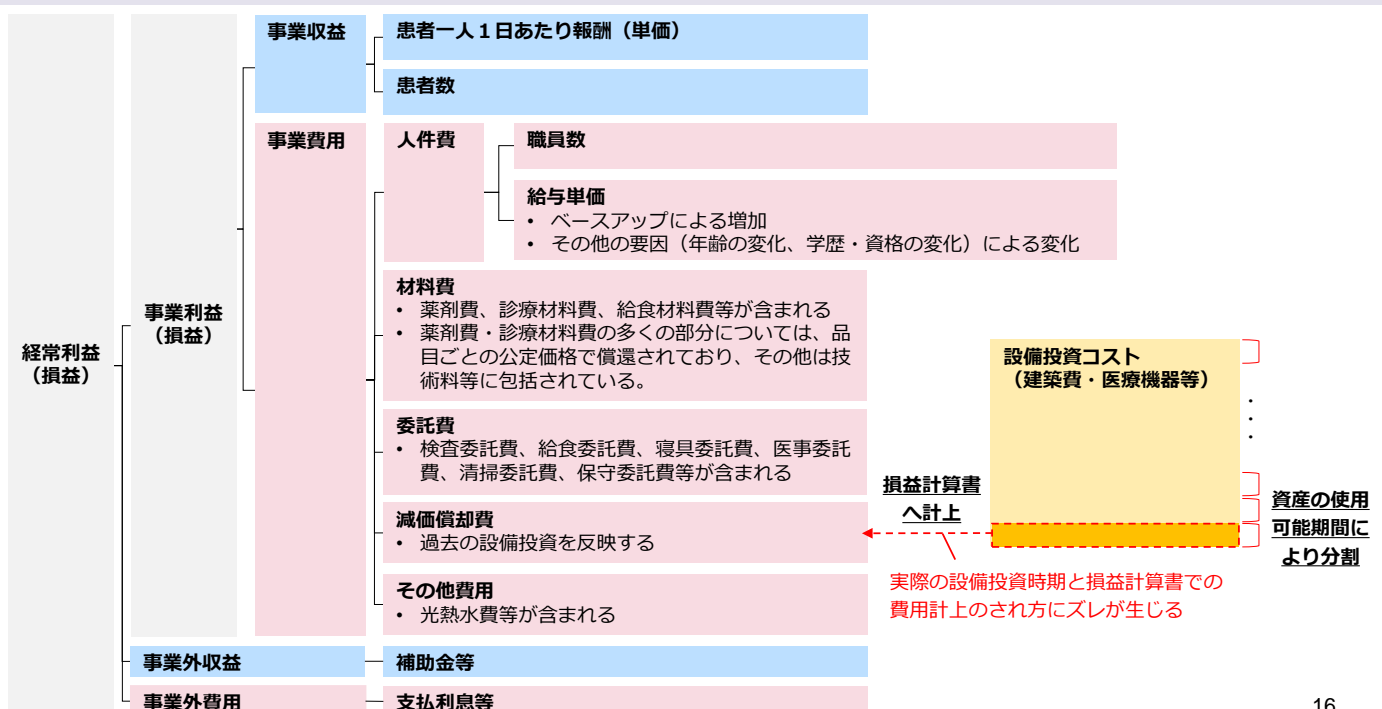 経常利益
（損益）
事業利益
（損益）
事業収益
患者一人１日あたり報酬（単価）
患者数
事業費用
人件費
職員数
給与単価
• ベースアップによる増加
• その他の要因（年齢の変化、学歴・資格の変化）による変化
材料費
• 薬剤費、診療材料費、給食材料費等が含まれる
• 薬剤費・診療材料費の多くの部分については、品
目ごとの公定価格で償還されており、その他は技
術料等に包括されている。
委託費
• 検査委託費、給食委託費、寝具委託費、医事委託
費、清掃委託費、保守委託費等が含まれる
減価償却費
• 過去の設備投資を反映する
その他費用
• 光熱水費等が含まれる
事業外収益
補助金等
事業外費用
支払利息等
損益計算書
へ計上
設備投資コスト
（建築費・医療機器等）
・
・
・
資産の使用
可能期間に
より分割
実際の設備投資時期と損益計算書での
費用計上のされ方にズレが生じる
16